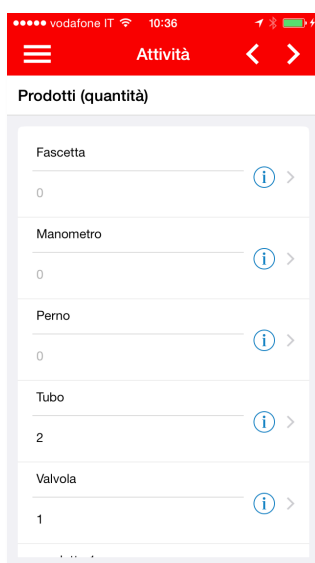 vodafone IT 10:36
Attività
Prodotti (quantità)
Fascetta
0
Manometro
0
Perno
0
Tubo
2
Valvola
1